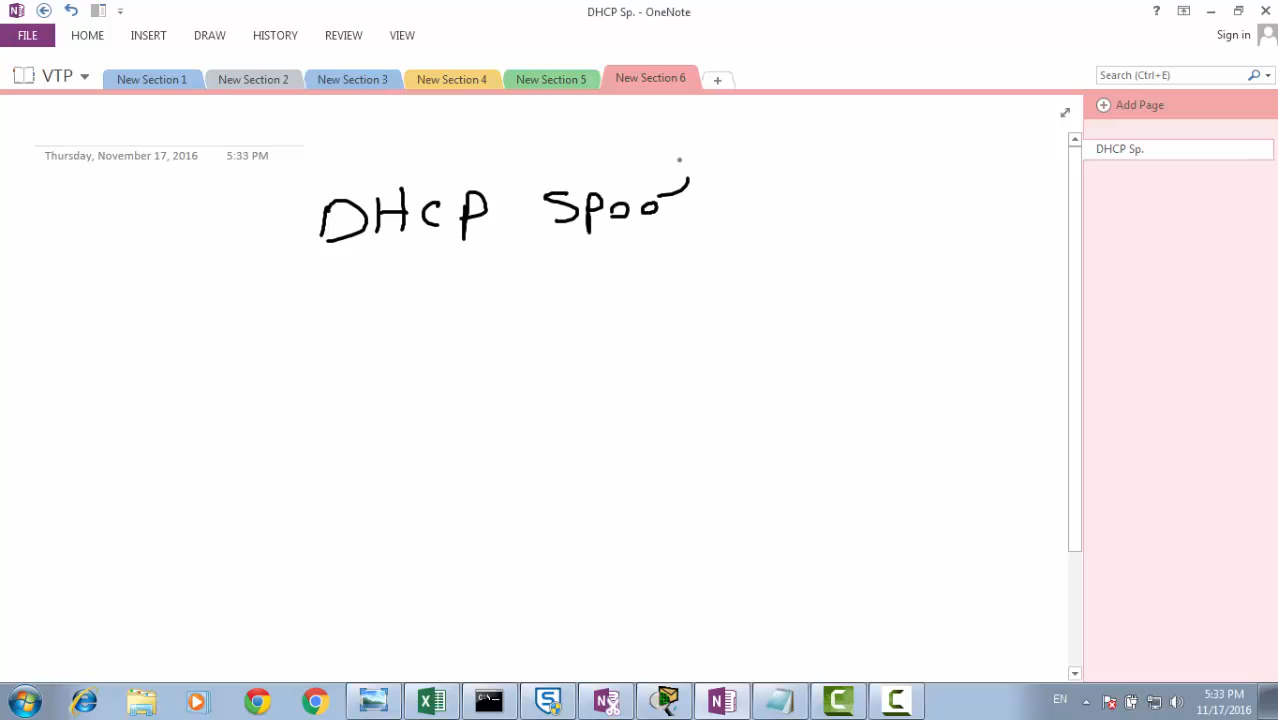 DHCP Sp. - OneNote
?
Sign in
FILE HOME INSERT DRAW HISTORY REVIEW VIEW
VTP New Section 1 New Section 2 New Section 3 New Section 4 New Section 5 New Section 6 +
Search (Ctrl+E)
Add Page
DHCP Sp.
Thursday, November 17, 2016 5:33 PM
DHCP Spoo
EN
5:33 PM
11/17/2016